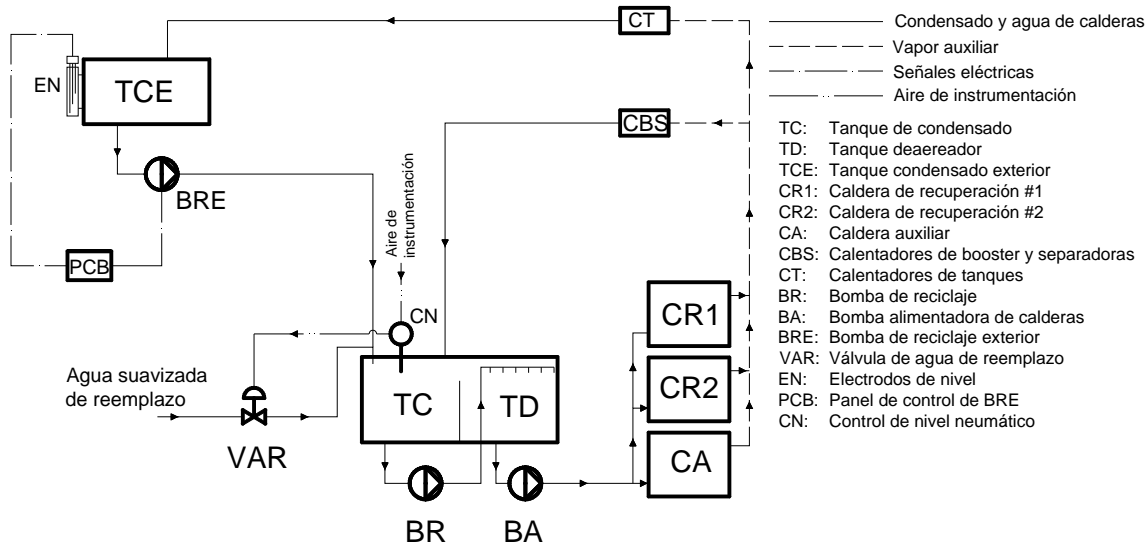 CT
EN
TCE
CBS
BRE
PCB
Aire de
instrumentación
CN
Agua suavizada
de reemplazo
VAR
TC
TD
BR
BA
CR1
CR2
CA
Condensado y agua de calderas
Vapor auxiliar
Señales eléctricas
Aire de instrumentación
TC: Tanque de condensado
TD: Tanque deaereador
TCE: Tanque condensado exterior
CR1: Caldera de recuperación #1
CR2: Caldera de recuperación #2
CA: Caldera auxiliar
CBS: Calentadores de booster y separadoras
CT: Calentadores de tanques
BR: Bomba de reciclaje
BA: Bomba alimentadora de calderas
BRE: Bomba de reciclaje exterior
VAR: Válvula de agua de reemplazo
EN: Electrodos de nivel
PCB: Panel de control de BRE
CN: Control de nivel neumático